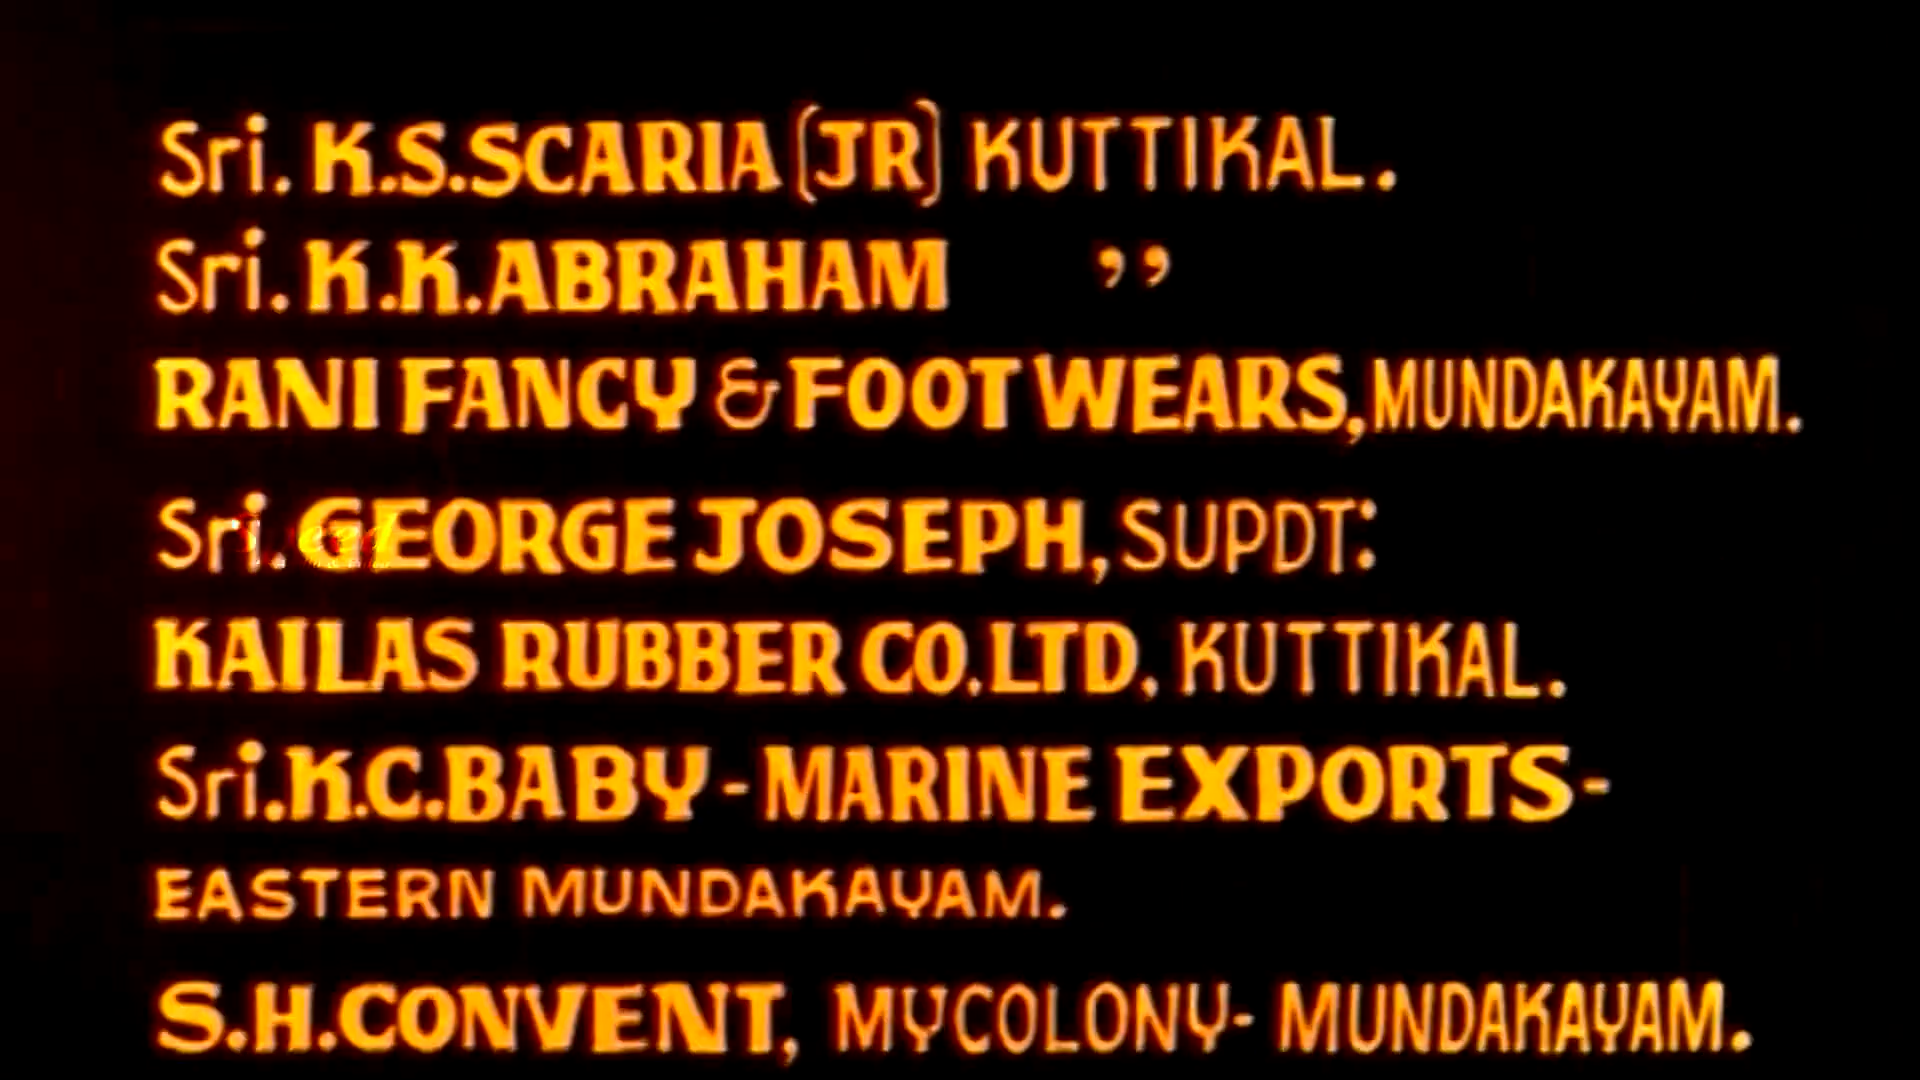 Sri. K.S.SCARIA (JR) KUTTIKAL.
Sri. K.K.ABRAHAM ’’
RANI FANCY & FOOT WEARS, MUNDAKAYAM.
Sri. GEORGE JOSEPH, SUPDT:
KAILAS RUBBER CO.LTD, KUTTIKAL.
Sri.K.C.BABY - MARINE EXPORTS -
EASTERN MUNDAKAYAM.
S.H.CONVENT, MYCOLONY- MUNDAKAYAM.